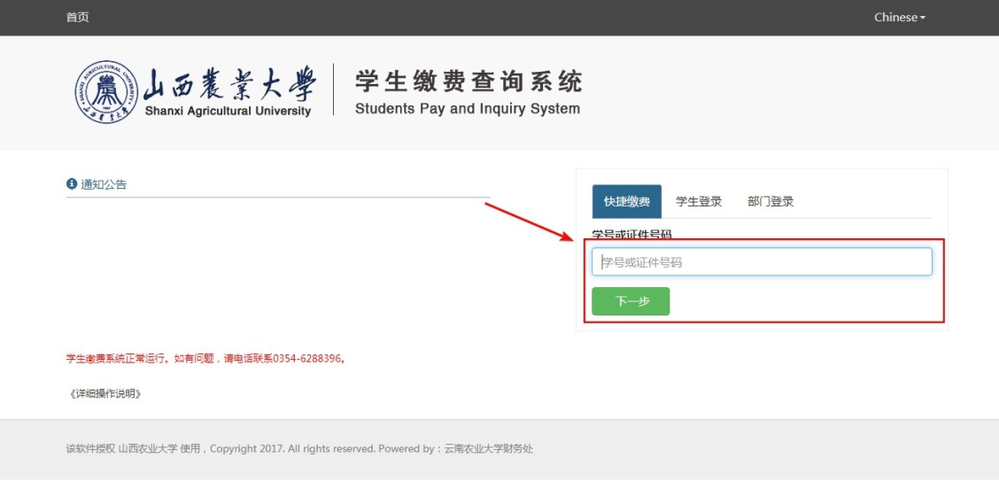 首页
Chinese
山西農業大學
Shanxi Agricultural University
学生缴费查询系统
Students Pay and Inquiry System
通知公告
快捷缴费 学生登录 部门登录
学号或证件号码
学号或证件号码
下一步
学生缴费系统正常运行。如有问题，请电话联系0354-6288396。
《详细操作说明》
该软件授权 山西农业大学 使用，Copyright 2017. All rights reserved. Powered by：云南农业大学财务处